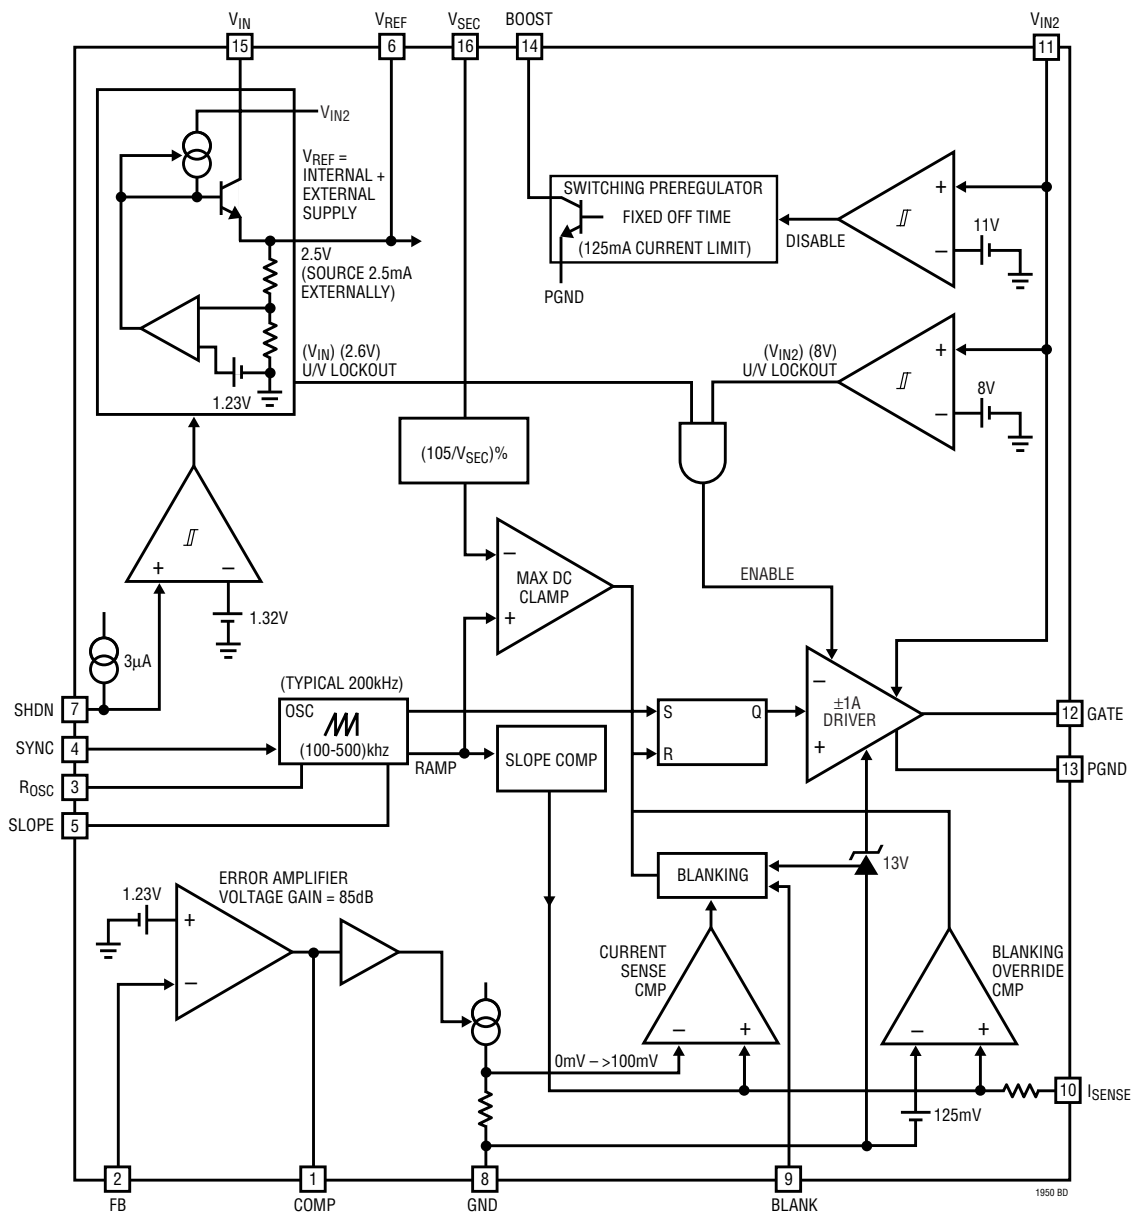 VIN
VREF
VSEC
BOOST
VIN2
15
6
16
14
11
VIN2
VREF =
INTERNAL +
EXTERNAL
SUPPLY
2.5V
(SOURCE 2.5mA
EXTERNALLY)
SWITCHING PREREGULATOR
FIXED OFF TIME
(125mA CURRENT LIMIT)
PGND
DISABLE
+
–
11V
(VIN) (2.6V)
U/V LOCKOUT
1.23V
(VIN2) (8V)
U/V LOCKOUT
+
–
8V
(105/VSEC)%
+
–
1.32V
–
MAX DC
CLAMP
+
ENABLE
3µA
SHDN
7
SYNC
4
ROSC
3
SLOPE
5
(TYPICAL 200kHz)
OSC
(100-500)khz
RAMP
SLOPE COMP
S
Q
R
–
±1A
DRIVER
+
12
GATE
13
PGND
BLANKING
13V
ERROR AMPLIFIER
VOLTAGE GAIN = 85dB
1.23V
+
–
CURRENT
SENSE
CMP
–
+
BLANKING
OVERRIDE
CMP
–
+
0mV – >100mV
125mV
10
ISENSE
2
1
8
9
FB
COMP
GND
BLANK
1950 BD